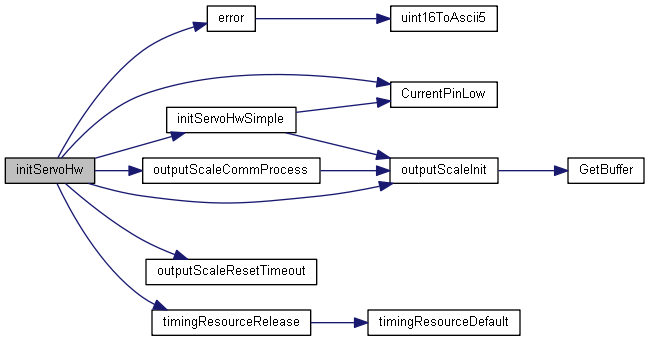 error
uint16ToAscii5
CurrentPinLow
initServoHwSimple
initServoHw
outputScaleCommProcess
outputScaleInit
GetBuffer
outputScaleResetTimeout
timingResourceRelease
timingResourceDefault